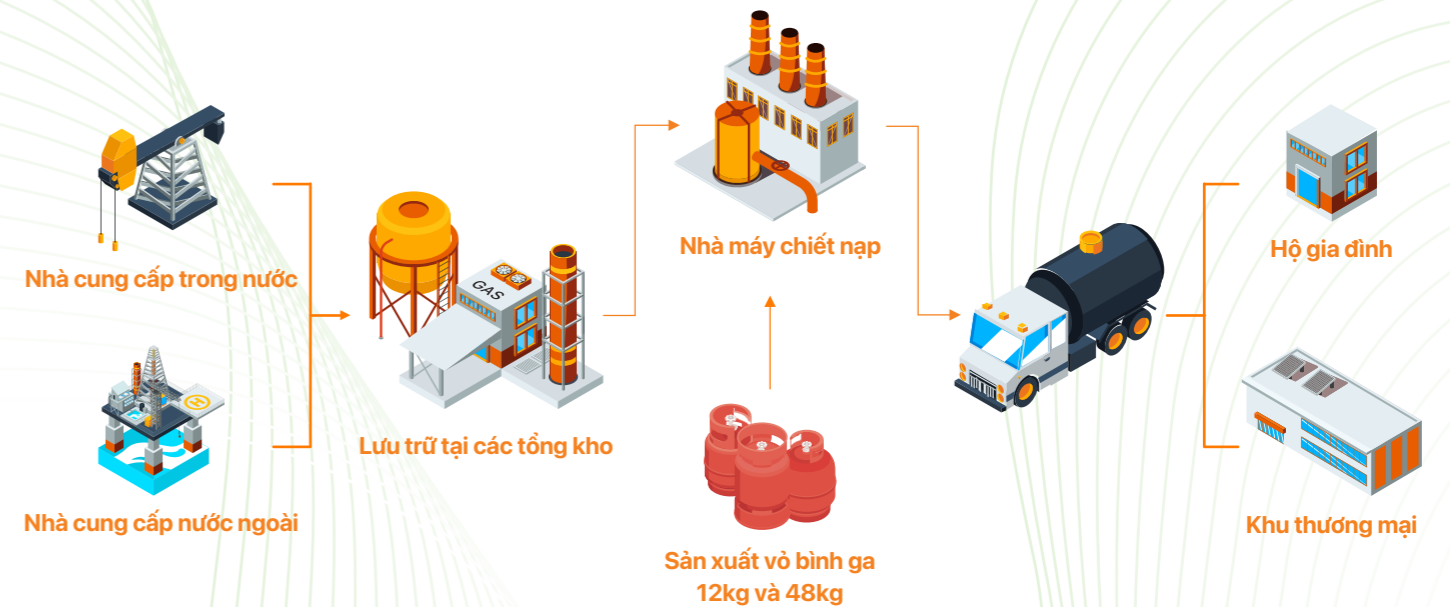 Nhà cung cấp trong nước
Nhà cung cấp nước ngoài
GAS
Lưu trữ tại các tổng kho
Nhà máy chiết nạp
Sản xuất vỏ bình ga
12kg và 48kg
Hộ gia đình
Khu thương mại